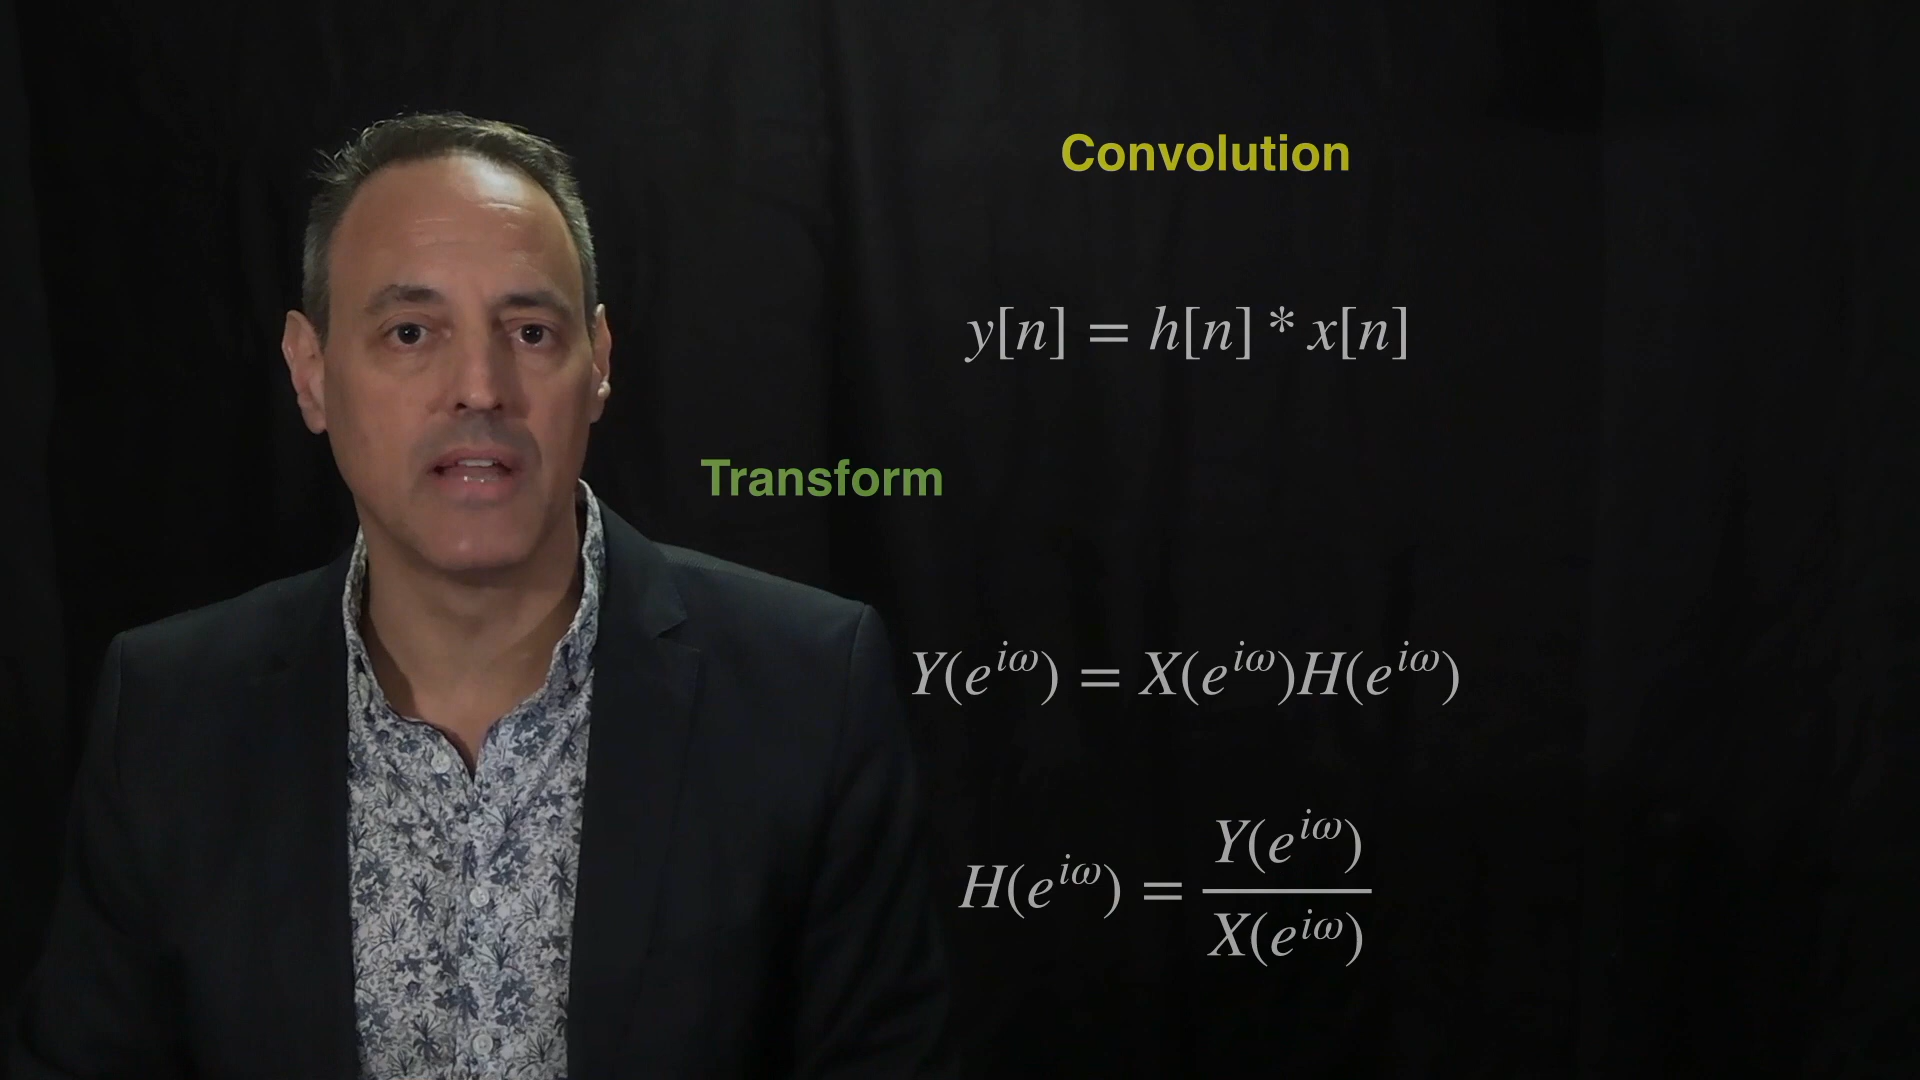 Convolution
y[n] = h[n] * x[n]
Transform
Y(e^{iω}) = X(e^{iω})H(e^{iω})
H(e^{iω}) = Y(e^{iω}) / X(e^{iω})